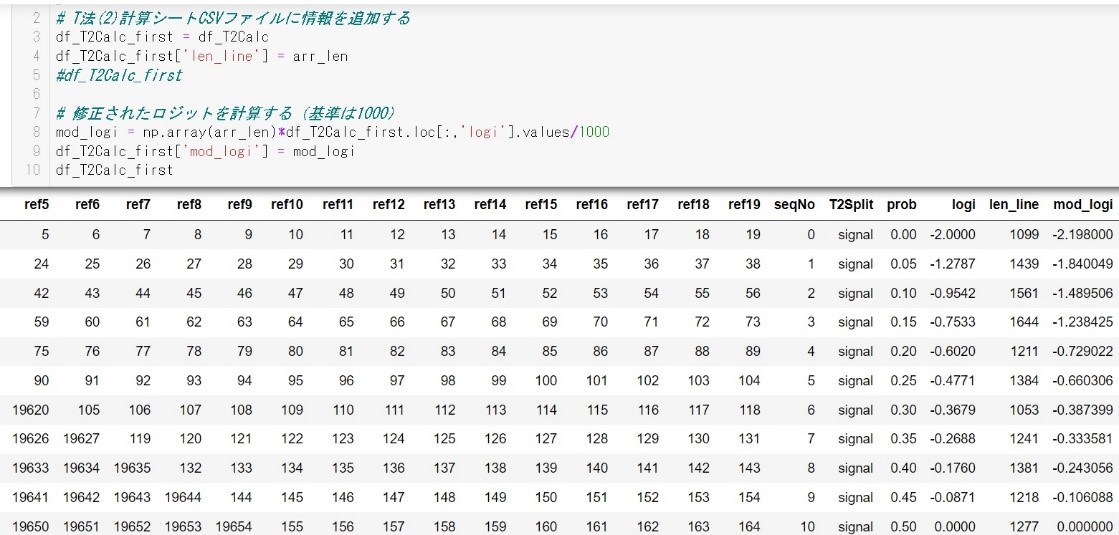 2 # T法(2)計算シートCSVファイルに情報を追加する
3 df_T2Calc_first = df_T2Calc
4 df_T2Calc_first['len_line'] = arr_len
5 #df_T2Calc_first
6
7 # 修正されたロジットを計算する (基準は1000)
8 mod_logi = np.array(arr_len)*df_T2Calc_first.loc[:,'logi'].values/1000
9 df_T2Calc_first['mod_logi'] = mod_logi
10 df_T2Calc_first
ref5 ref6 ref7 ref8 ref9 ref10 ref11 ref12 ref13 ref14 ref15 ref16 ref17 ref18 ref19 seqNo T2Split prob logi len_line mod_logi
5 6 7 8 9 10 11 12 13 14 15 16 17 18 19 0 signal 0.00 -2.0000 1099 -2.198000
24 25 26 27 28 29 30 31 32 33 34 35 36 37 38 1 signal 0.05 -1.2787 1439 -1.840049
42 43 44 45 46 47 48 49 50 51 52 53 54 55 56 2 signal 0.10 -0.9542 1561 -1.489506
59 60 61 62 63 64 65 66 67 68 69 70 71 72 73 3 signal 0.15 -0.7533 1644 -1.238425
75 76 77 78 79 80 81 82 83 84 85 86 87 88 89 4 signal 0.20 -0.6020 1211 -0.729022
90 91 92 93 94 95 96 97 98 99 100 101 102 103 104 5 signal 0.25 -0.4771 1384 -0.660306
19620 105 106 107 108 109 110 111 112 113 114 115 116 117 118 6 signal 0.30 -0.3679 1053 -0.387399
19626 19627 119 120 121 122 123 124 125 126 127 128 129 130 131 7 signal 0.35 -0.2688 1241 -0.333581
19633 19634 19635 132 133 134 135 136 137 138 139 140 141 142 143 8 signal 0.40 -0.1760 1381 -0.243056
19641 19642 19643 19644 144 145 146 147 148 149 150 151 152 153 154 9 signal 0.45 -0.0871 1218 -0.106088
19650 19651 19652 19653 19654 155 156 157 158 159 160 161 162 163 164 10 signal 0.50 0.0000 1277 0.000000